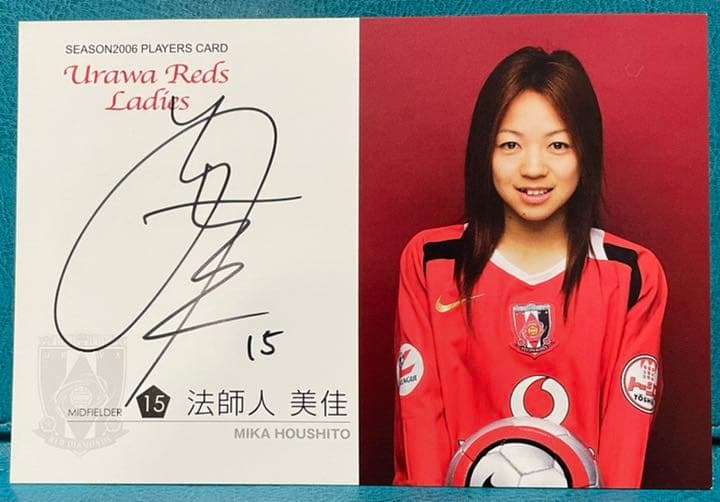 SEASON2006 PLAYERS CARD
Urawa Reds
Ladies
15
MIDFIELDER 15 法師人 美佳
MIKA HOUSHITO